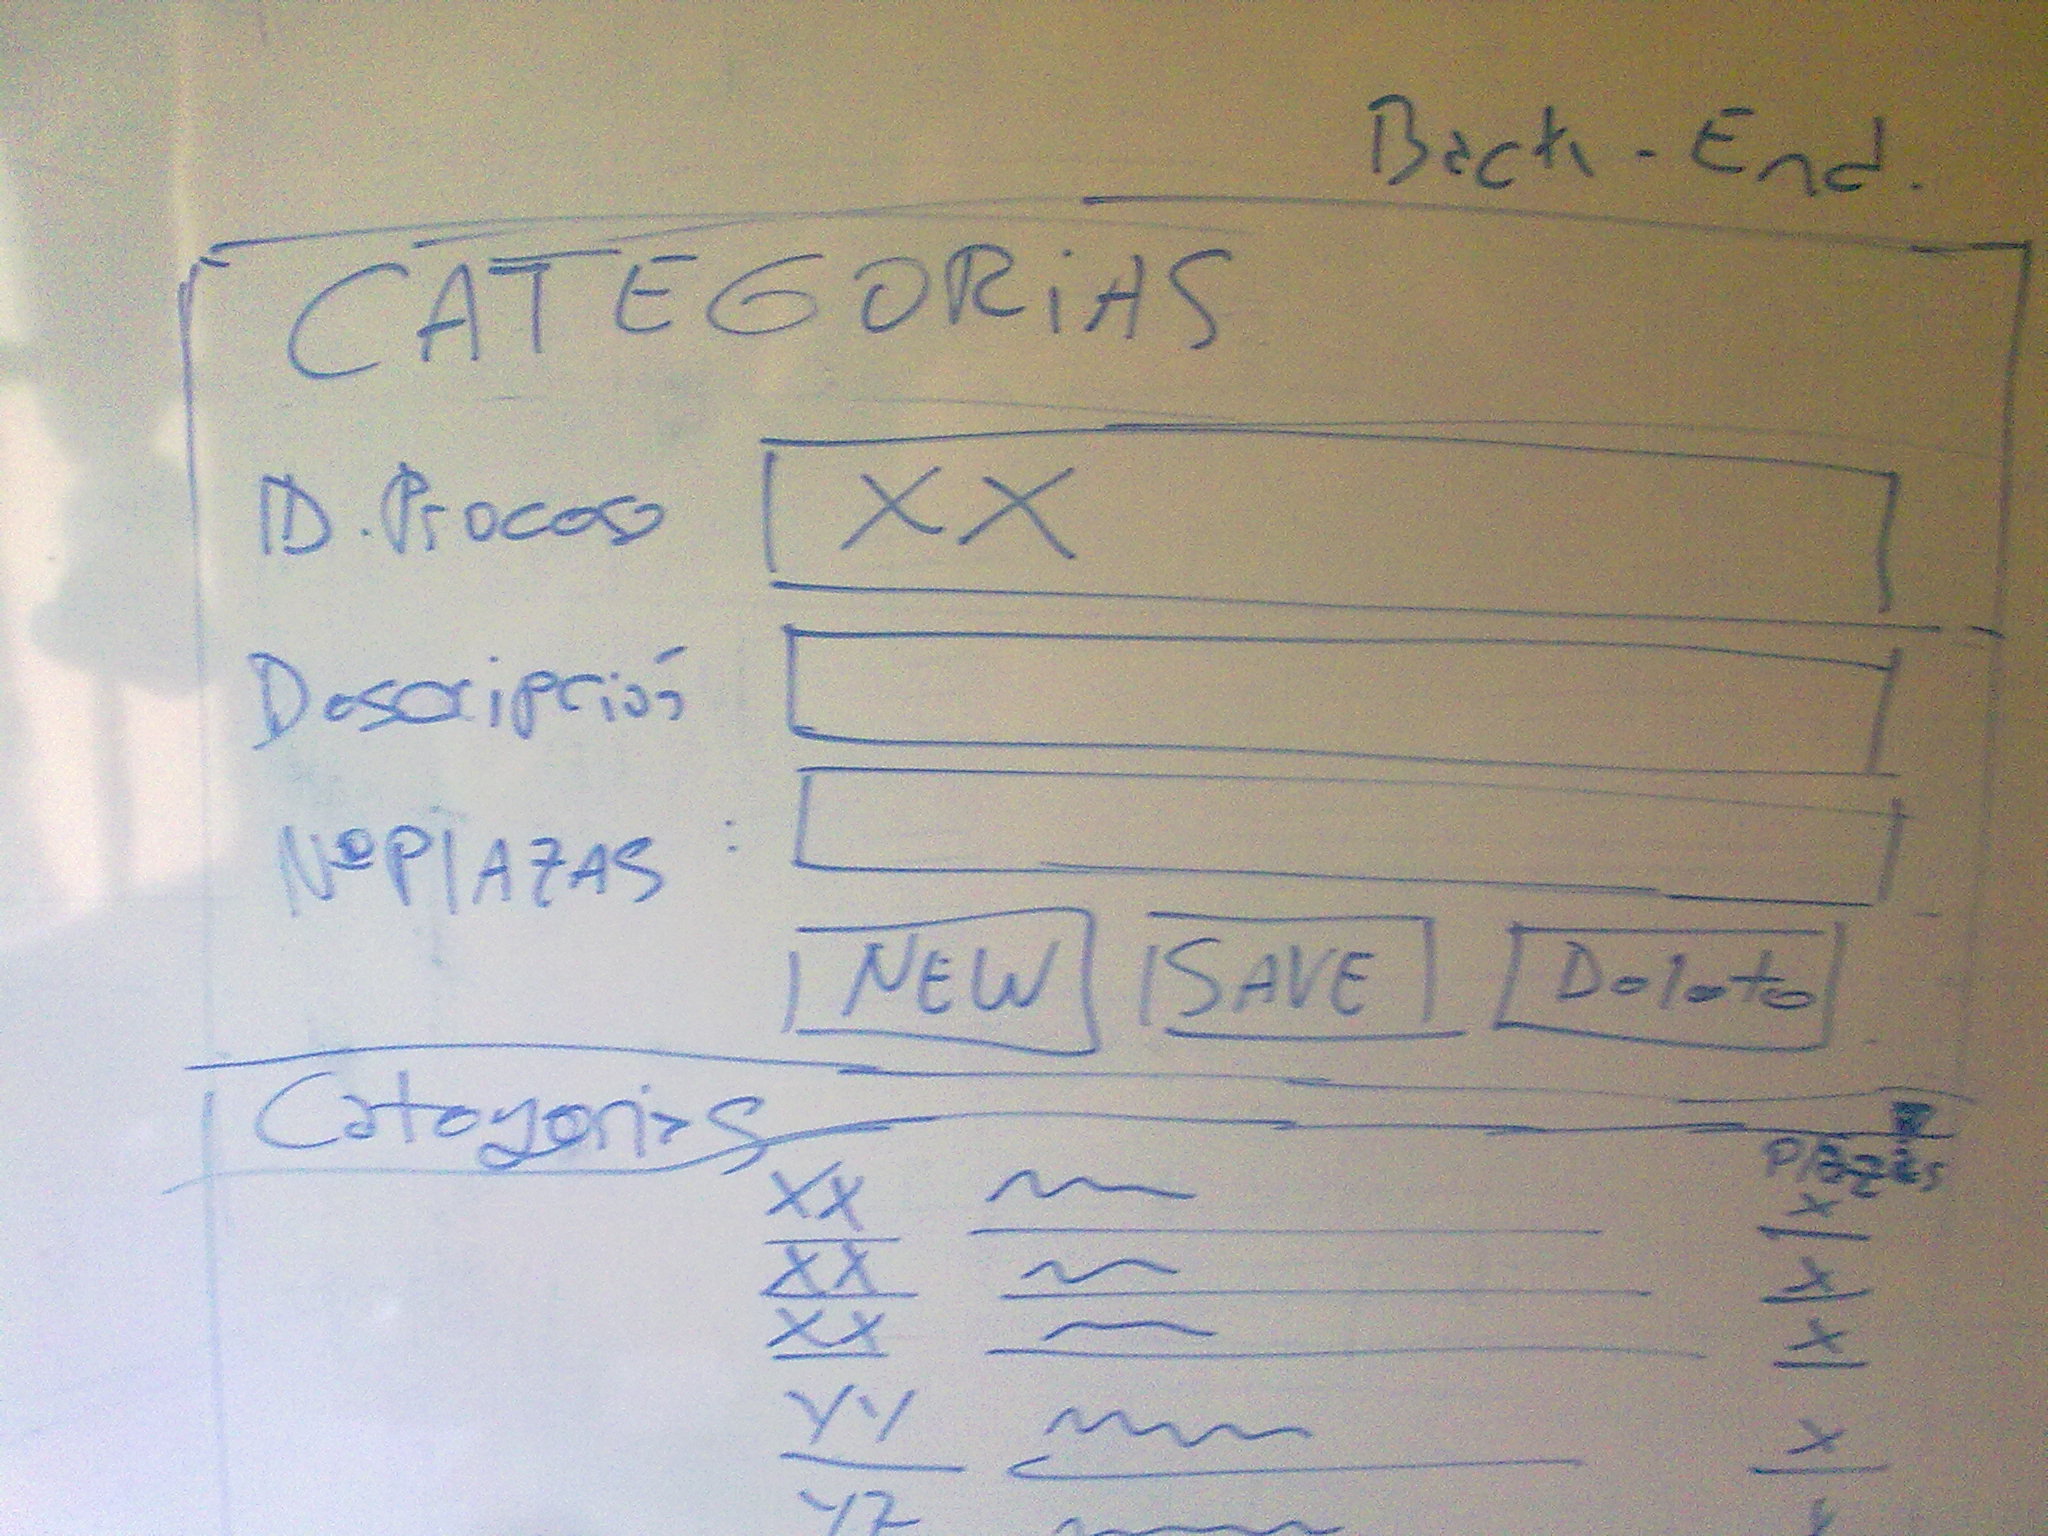 Back-End.
CATEGORIAS
ID.Proceso XX
Descripción
NºPlAZAS :
NEW SAVE Delete
Categorias
Plazas
XX X
XX X
XX X
YY X
YZ